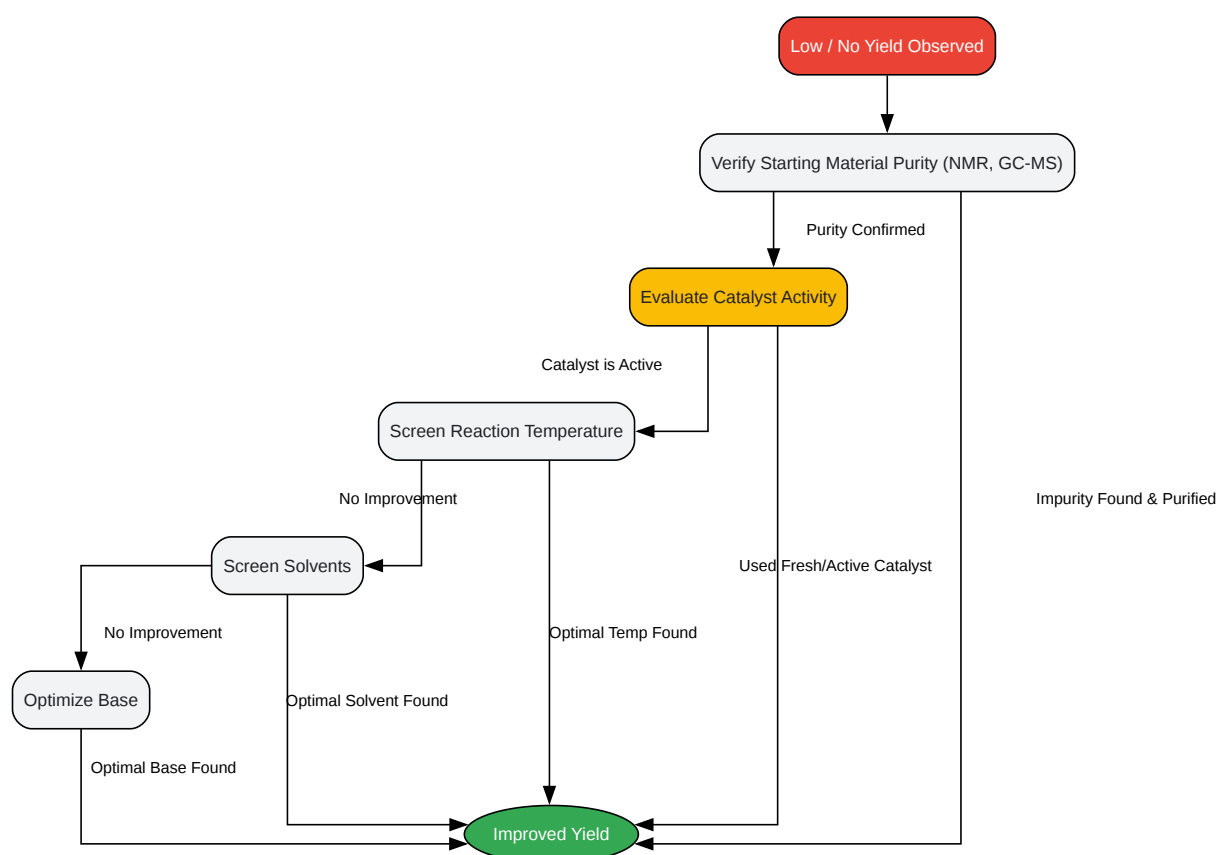 Low / No Yield Observed
Verify Starting Material Purity (NMR, GC-MS)
Purity Confirmed
Evaluate Catalyst Activity
Catalyst is Active
Screen Reaction Temperature
No Improvement
Impurity Found & Purified
Screen Solvents
Used Fresh/Active Catalyst
No Improvement
Optimal Temp Found
Optimize Base
Optimal Solvent Found
Optimal Base Found
Improved Yield